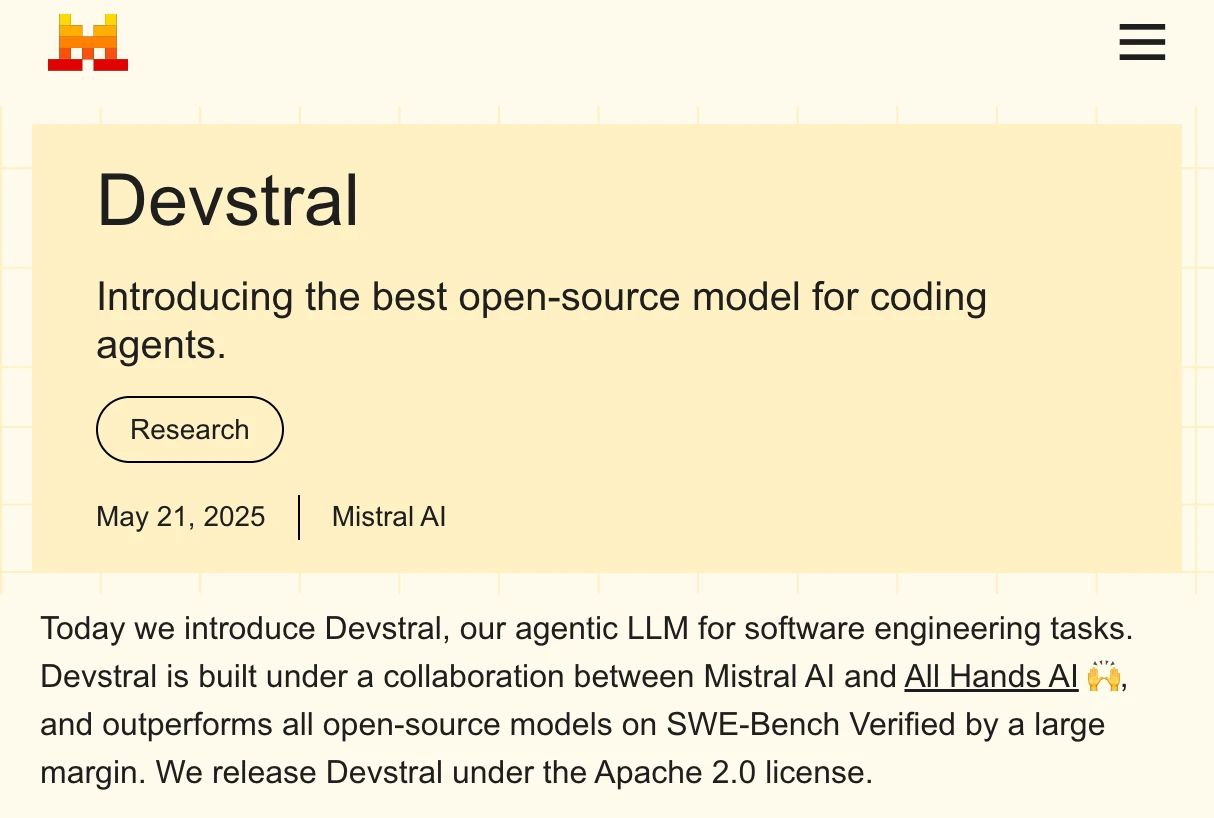 Devstral
Introducing the best open-source model for coding
agents.
Research
May 21, 2025 | Mistral AI
Today we introduce Devstral, our agentic LLM for software engineering tasks.
Devstral is built under a collaboration between Mistral AI and All Hands AI 🙌,
and outperforms all open-source models on SWE-Bench Verified by a large
margin. We release Devstral under the Apache 2.0 license.